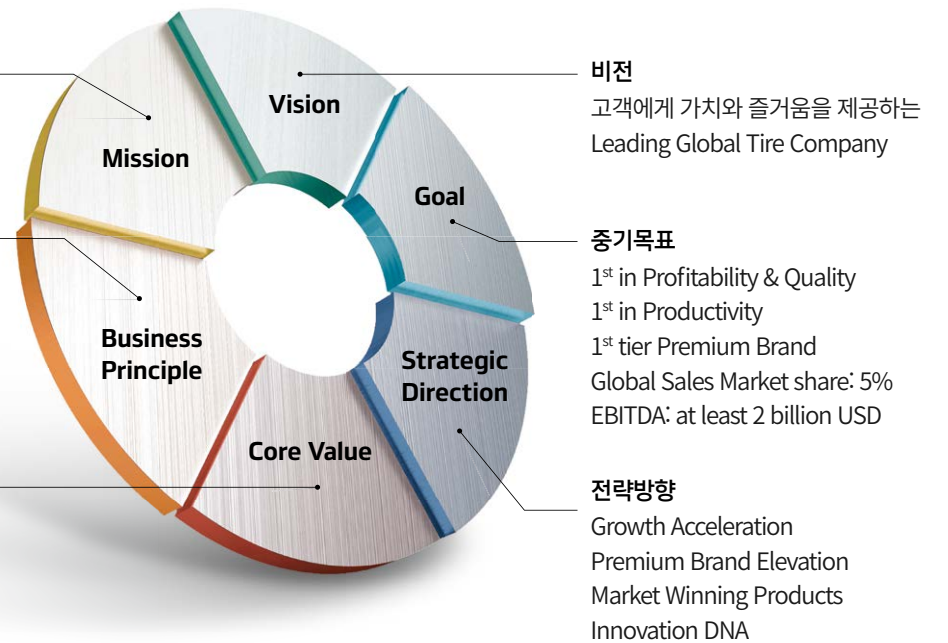 Vision
Mission
Goal
Business
Principle
Strategic
Direction
Core Value
비전
고객에게 가치와 즐거움을 제공하는
Leading Global Tire Company
중기목표
1st in Profitability & Quality
1st in Productivity
1st tier Premium Brand
Global Sales Market share: 5%
EBITDA: at least 2 billion USD
전략방향
Growth Acceleration
Premium Brand Elevation
Market Winning Products
Innovation DNA